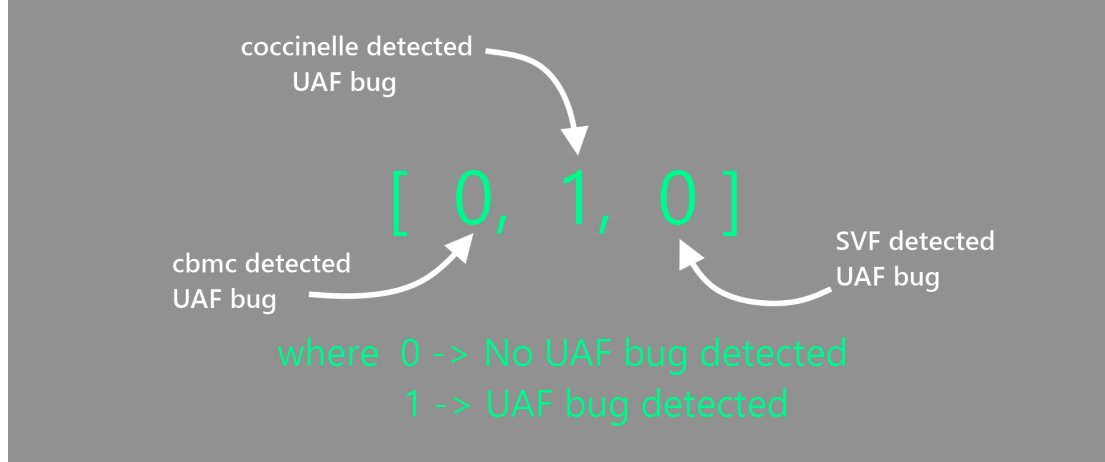 coccinelle detected
UAF bug
[ 0, 1, 0 ]
cbmc detected
UAF bug
SVF detected
UAF bug
where 0 -> No UAF bug detected
1 -> UAF bug detected